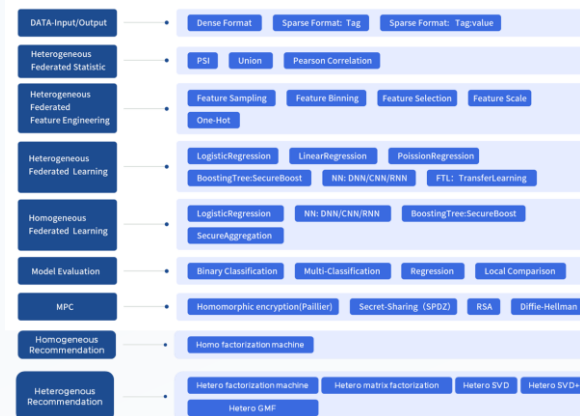 DATA-Input/Output
Dense Format
Sparse Format: Tag
Sparse Format: Tag:value
Heterogeneous
Federated Statistic
PSI
Union
Pearson Correlation
Heterogeneous
Federated
Feature Engineering
Feature Sampling
Feature Binning
Feature Selection
Feature Scale
One-Hot
Heterogeneous
Federated Learning
LogisticRegression
LinearRegression
PoissionRegression
BoostingTree:SecureBoost
NN: DNN/CNN/RNN
FTL: TransferLearning
Homogeneous
Federated Learning
LogisticRegression
NN: DNN/CNN/RNN
BoostingTree:SecureBoost
SecureAggregation
Model Evaluation
Binary Classification
Multi-Classification
Regression
Local Comparison
MPC
Homomorphic encryption(Paillier)
Secret-Sharing (SPDZ)
RSA
Diffie-Hellman
Homogeneous
Recommendation
Homo factorization machine
Heterogenous
Recommendation
Hetero factorization machine
Hetero matrix factorization
Hetero SVD
Hetero SVD+
Hetero GMF